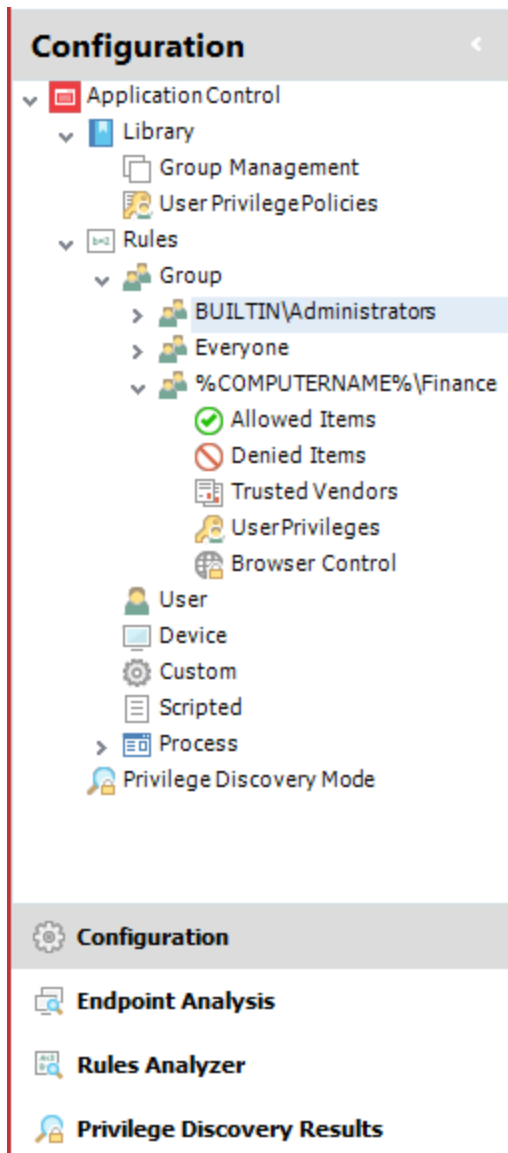 Configuration
Application Control
Library
Group Management
User Privilege Policies
Rules
Group
BUILTIN\Administrators
Everyone
%COMPUTERNAME%\Finance
Allowed Items
Denied Items
Trusted Vendors
User Privileges
Browser Control
User
Device
Custom
Scripted
Process
Privilege Discovery Mode
Configuration
Endpoint Analysis
Rules Analyzer
Privilege Discovery Results